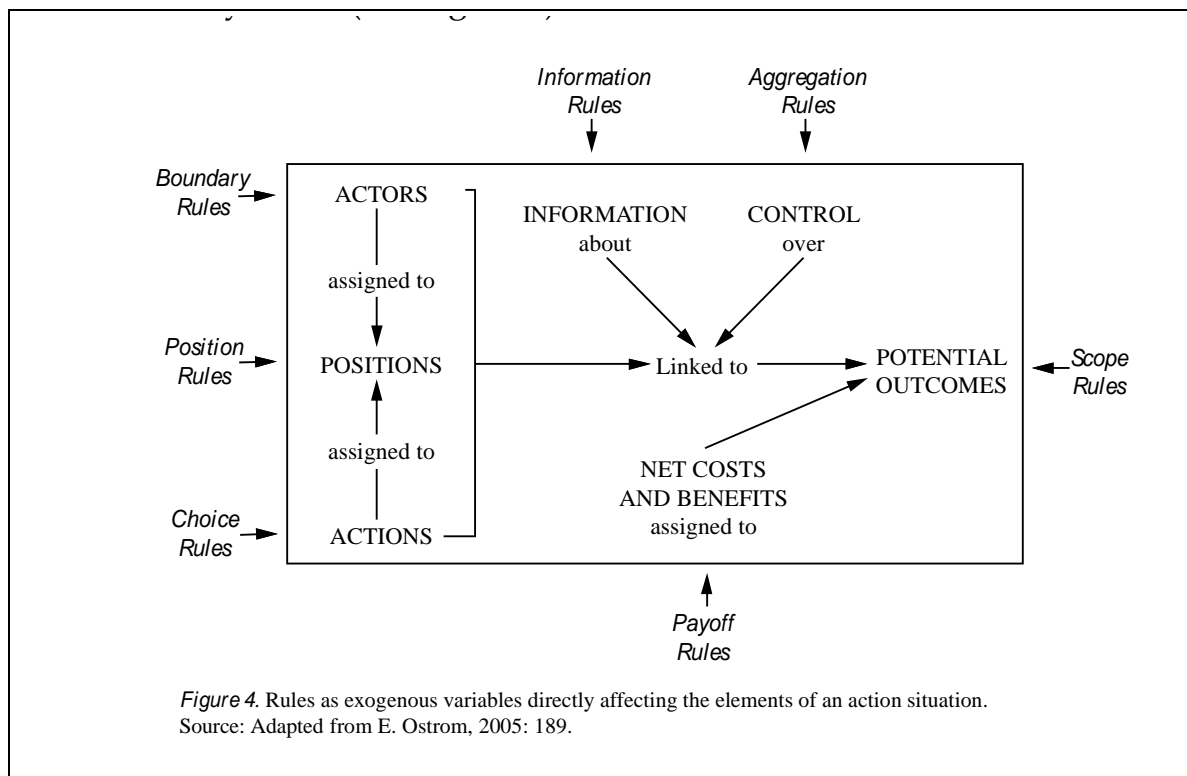 Information
Rules
Aggregation
Rules
Boundary
Rules
ACTORS
INFORMATION
about
CONTROL
over
assigned to
Position
Rules
POSITIONS
Linked to
POTENTIAL
OUTCOMES
Scope
Rules
assigned to
NET COSTS
AND BENEFITS
assigned to
Choice
Rules
ACTIONS
Payoff
Rules
Figure 4. Rules as exogenous variables directly affecting the elements of an action situation.
Source: Adapted from E. Ostrom, 2005: 189.